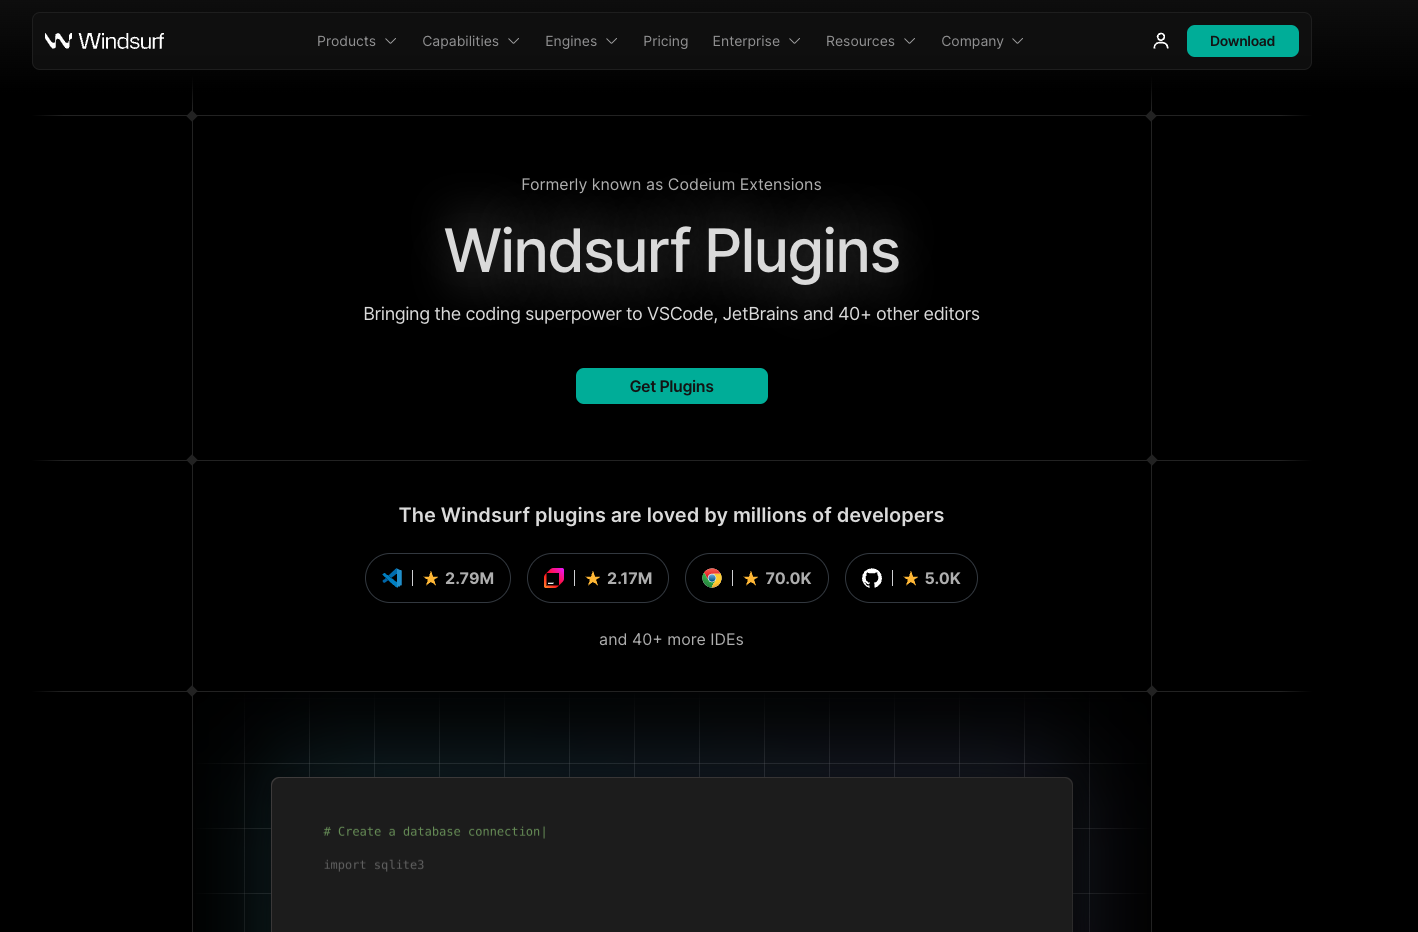 Windsurf
Products
Capabilities
Engines
Pricing
Enterprise
Resources
Company
Download
Formerly known as Codeium Extensions
Windsurf Plugins
Bringing the coding superpower to VSCode, JetBrains and 40+ other editors
Get Plugins
The Windsurf plugins are loved by millions of developers
2.79M
2.17M
70.0K
5.0K
and 40+ more IDEs
# Create a database connection|
import sqlite3